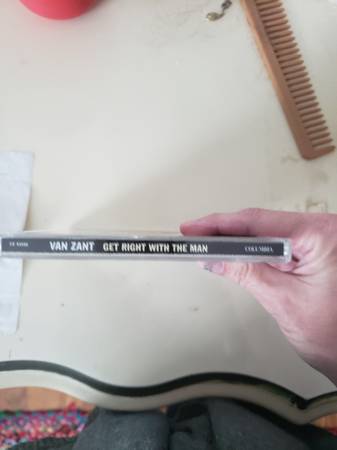 VAN ZANT GET RIGHT WITH THE MAN COLUMBIA